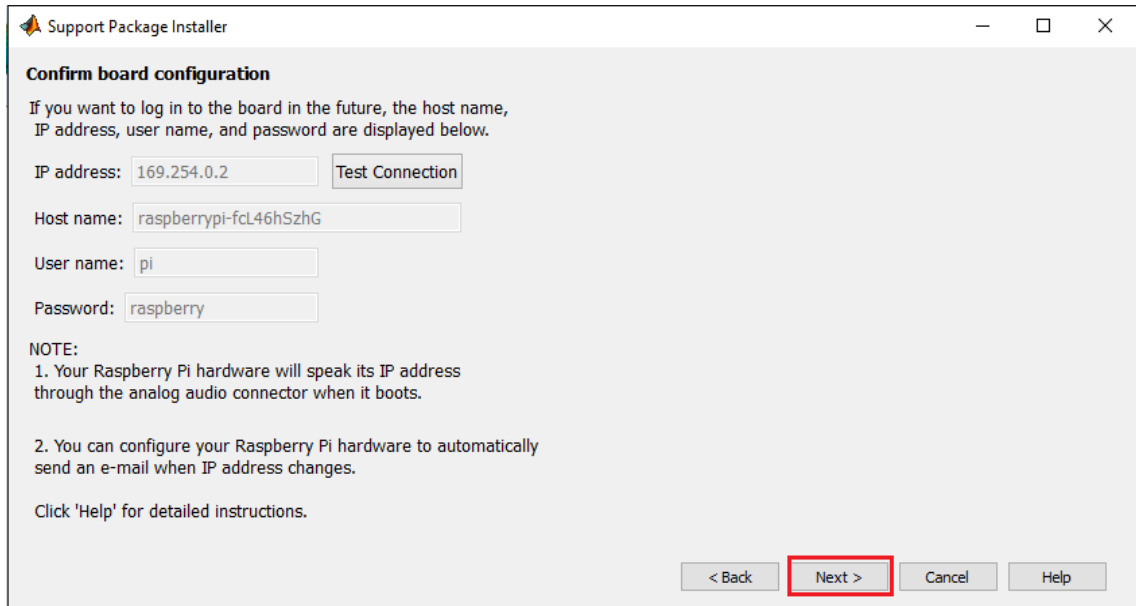 Support Package Installer
Confirm board configuration
If you want to log in to the board in the future, the host name,
IP address, user name, and password are displayed below.
IP address: 169.254.0.2 Test Connection
Host name: raspberrypi-fcL46hSzhG
User name: pi
Password: raspberry
NOTE:
1. Your Raspberry Pi hardware will speak its IP address
through the analog audio connector when it boots.
2. You can configure your Raspberry Pi hardware to automatically
send an e-mail when IP address changes.
Click 'Help' for detailed instructions.
< Back Next > Cancel Help